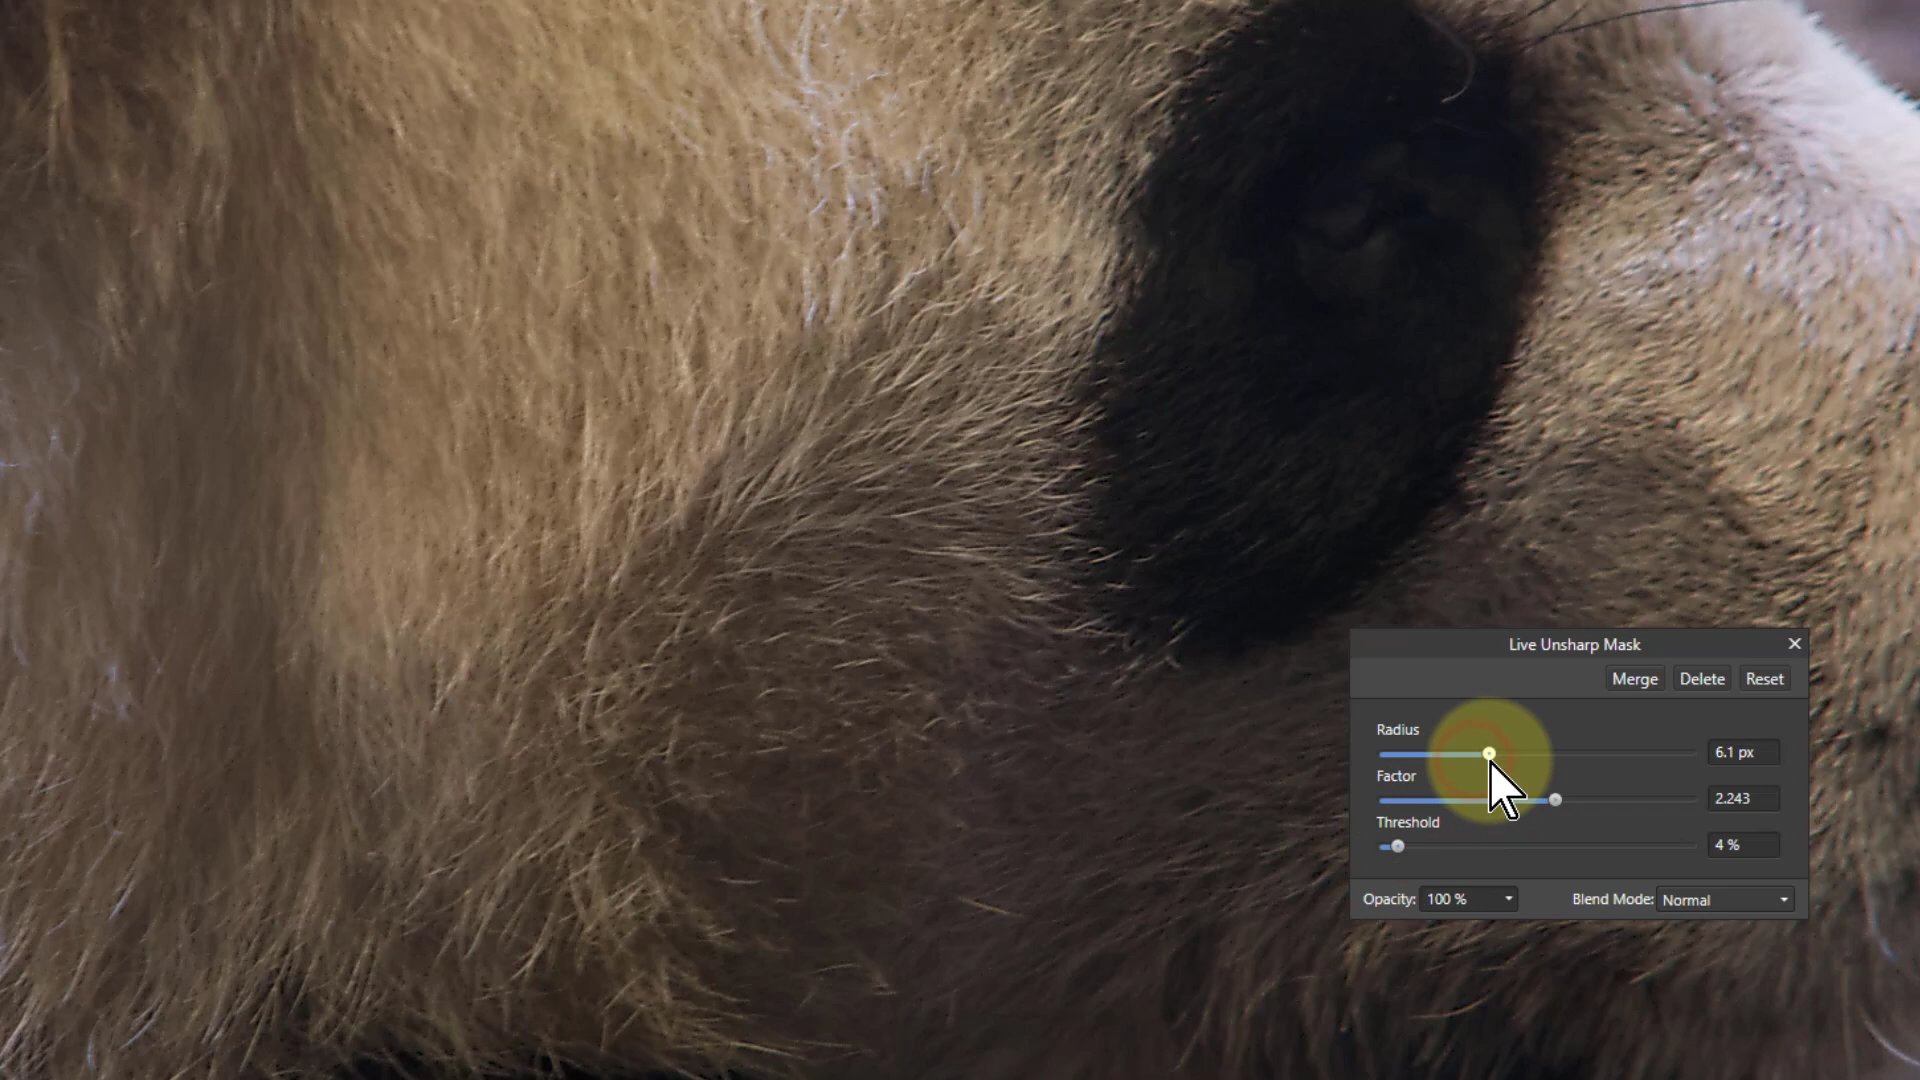 Live Unsharp Mask
Merge Delete Reset
Radius
6.1 px
Factor
2.243
Threshold
4 %
Opacity: 100 % Blend Mode: Normal